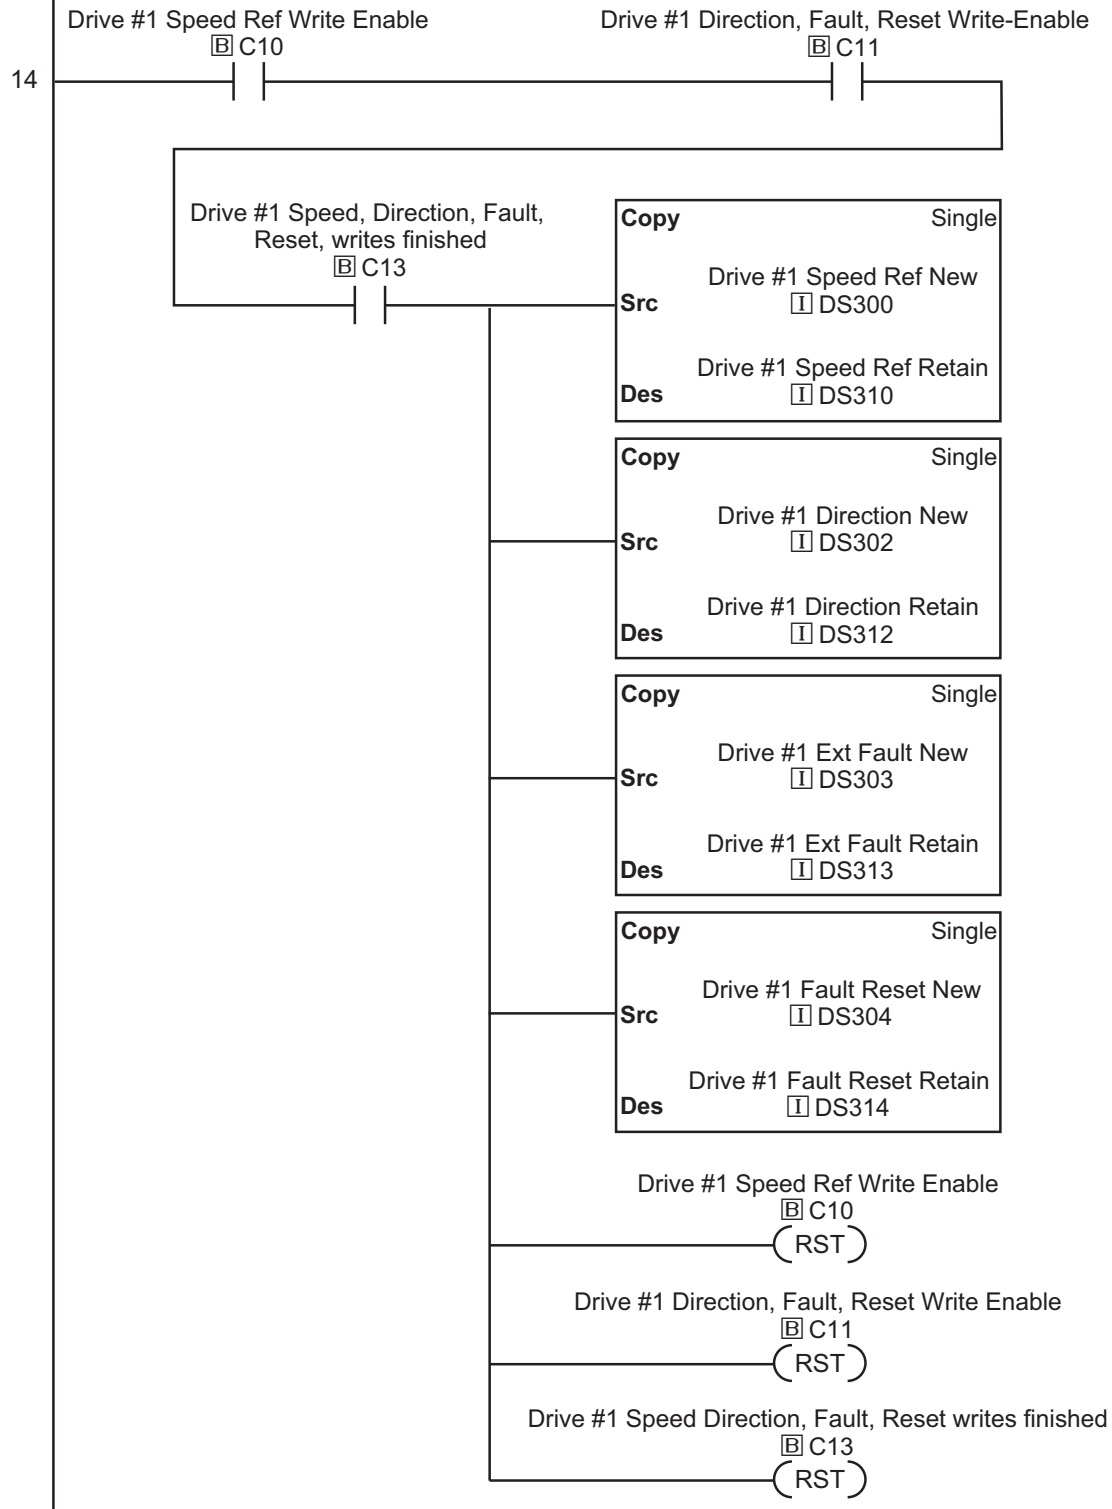 Drive #1 Speed Ref Write Enable
B C10
Drive #1 Direction, Fault, Reset Write-Enable
B C11
14
Drive #1 Speed, Direction, Fault,
Reset, writes finished
B C13
Copy Single
Drive #1 Speed Ref New
Src I DS300
Drive #1 Speed Ref Retain
Des I DS310
Copy Single
Drive #1 Direction New
Src I DS302
Drive #1 Direction Retain
Des I DS312
Copy Single
Drive #1 Ext Fault New
Src I DS303
Drive #1 Ext Fault Retain
Des I DS313
Copy Single
Drive #1 Fault Reset New
Src I DS304
Drive #1 Fault Reset Retain
Des I DS314
Drive #1 Speed Ref Write Enable
B C10
RST
Drive #1 Direction, Fault, Reset Write Enable
B C11
RST
Drive #1 Speed Direction, Fault, Reset writes finished
B C13
RST